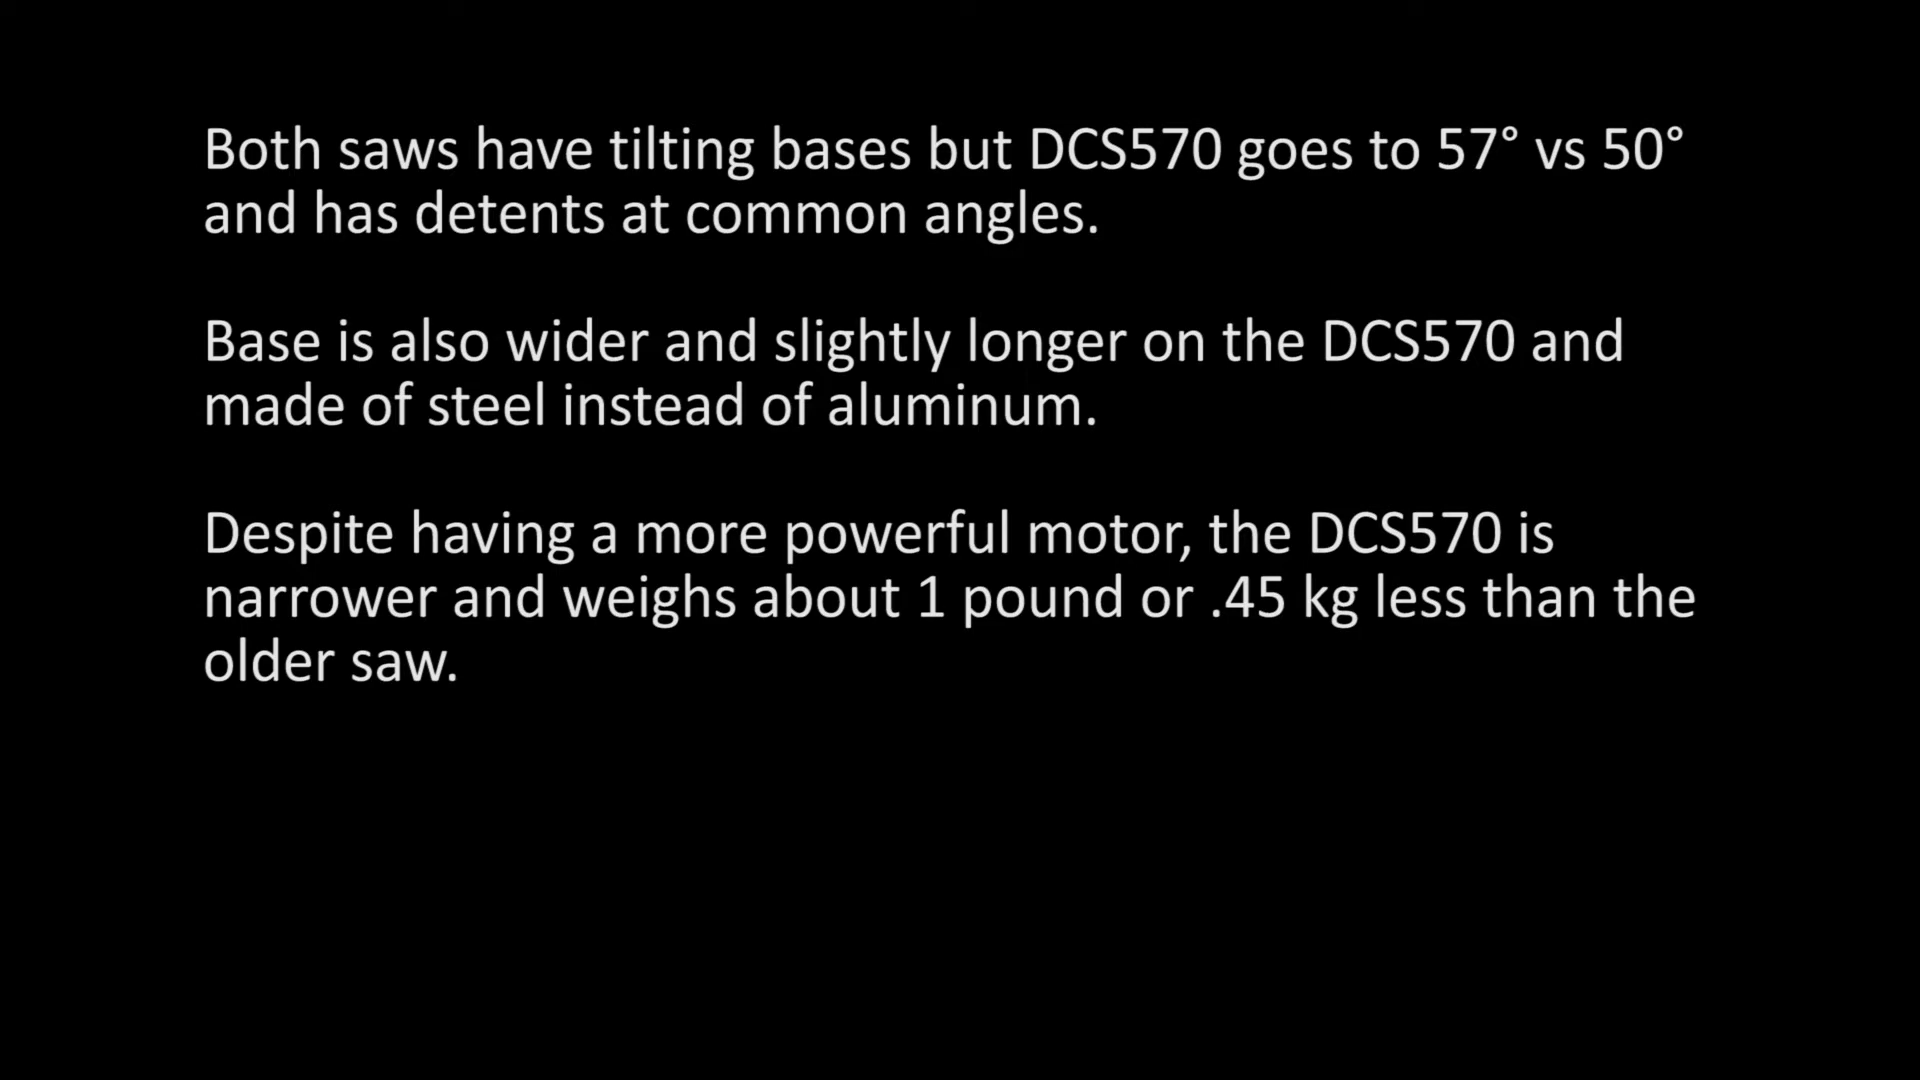 Both saws have tilting bases but DCS570 goes to 57° vs 50°
and has detents at common angles.
Base is also wider and slightly longer on the DCS570 and
made of steel instead of aluminum.
Despite having a more powerful motor, the DCS570 is
narrower and weighs about 1 pound or .45 kg less than the
older saw.